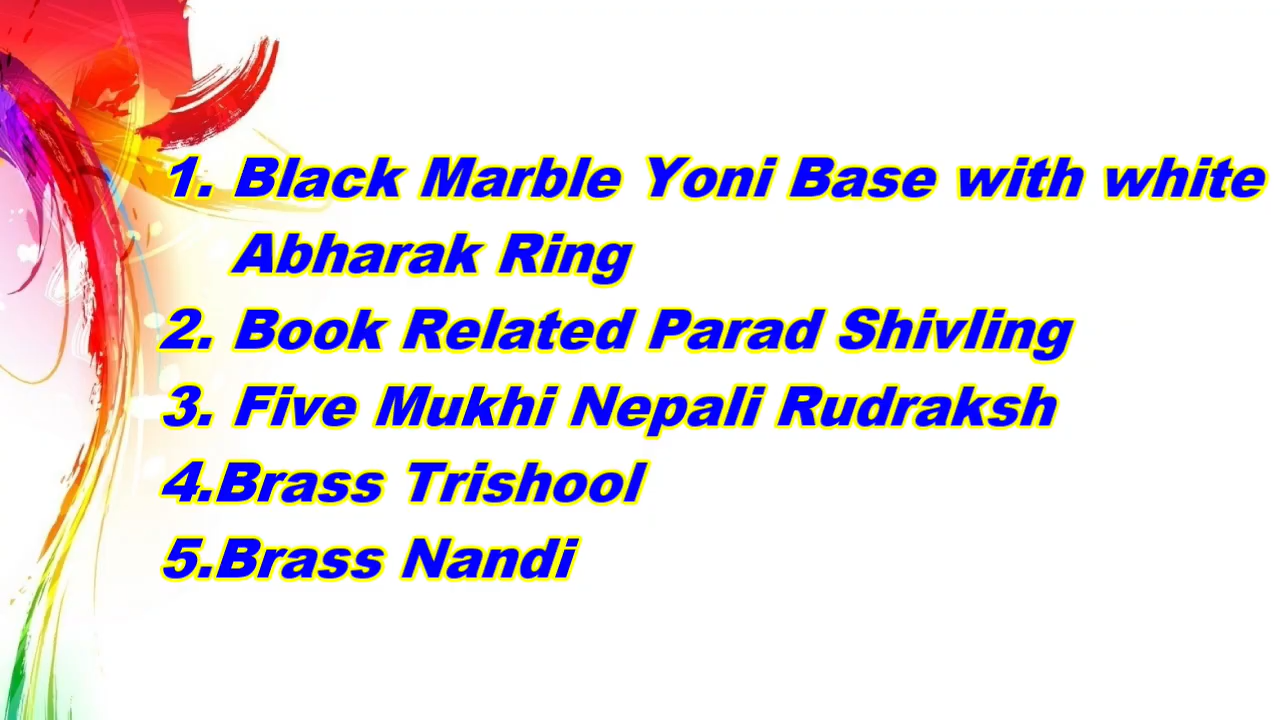 1. Black Marble Yoni Base with white
Abharak Ring
2. Book Related Parad Shivling
3. Five Mukhi Nepali Rudraksh
4.Brass Trishool
5.Brass Nandi